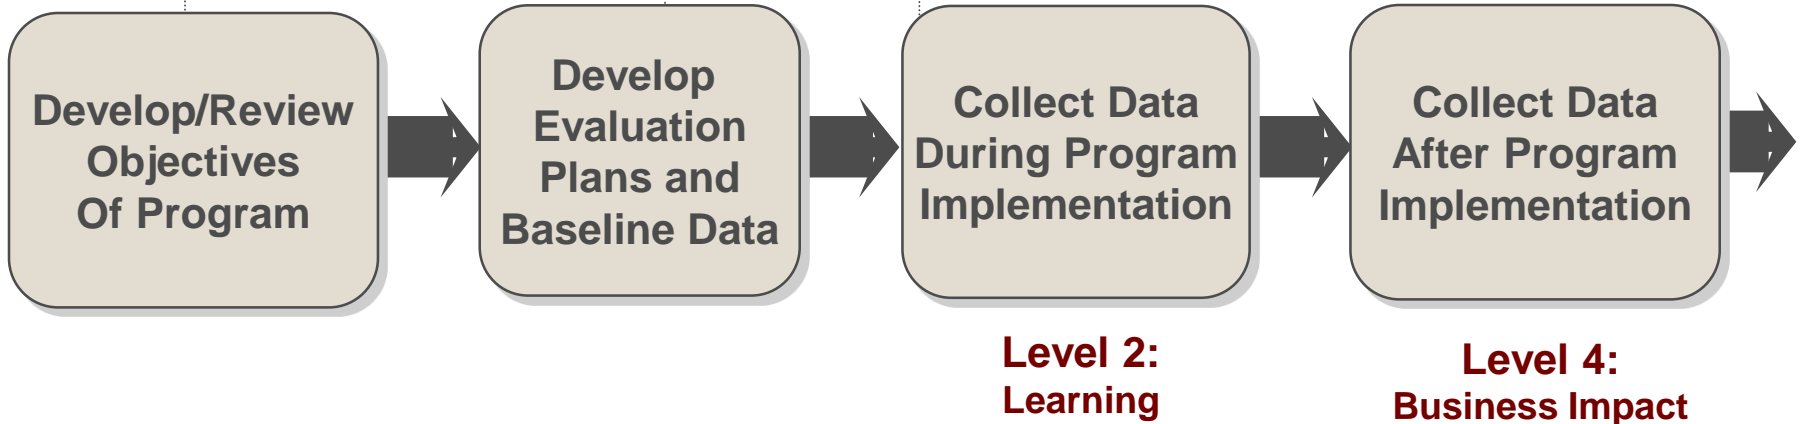 Develop/Review
Objectives
Of Program
Develop
Evaluation
Plans and
Baseline Data
Collect Data
During Program
Implementation
Collect Data
After Program
Implementation
Level 2:
Learning
Level 4:
Business Impact